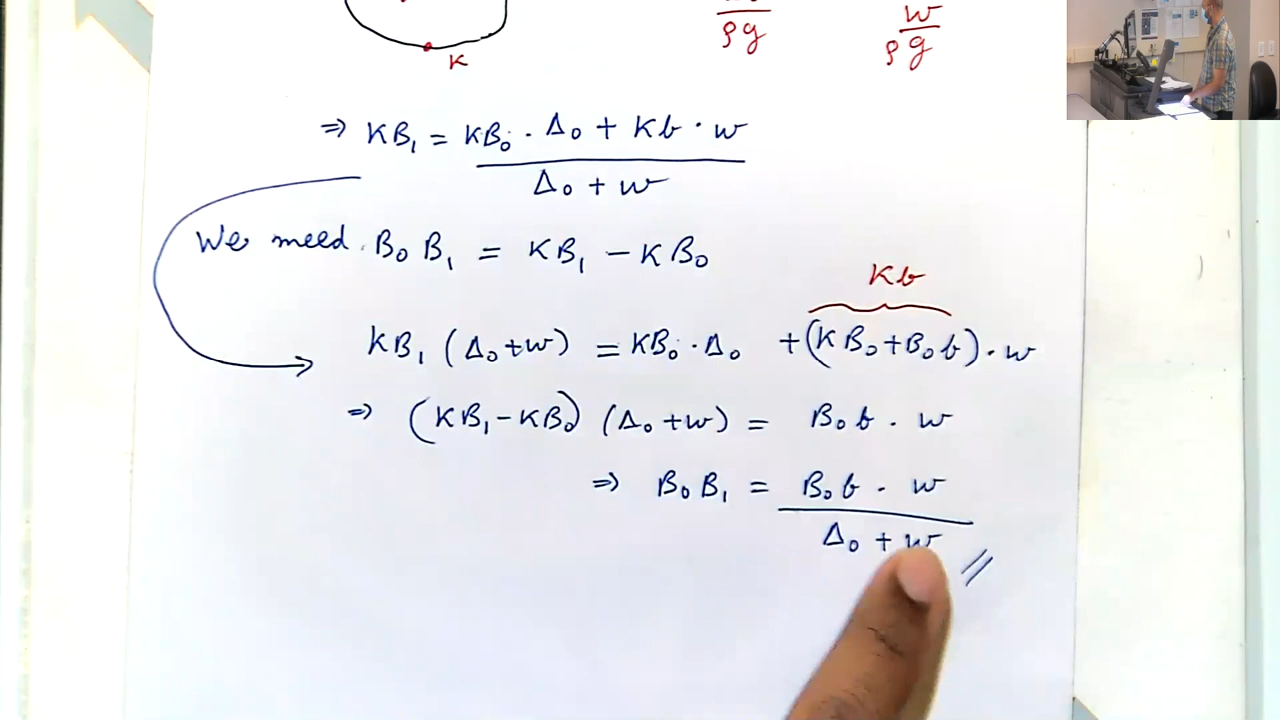 w
ρg
ρg
K
⇒ KB₁ = KB₀ · Δ₀ + Kb · w
Δ₀ + w
We need B₀B₁ = KB₁ − KB₀
Kb
KB₁ (Δ₀+w) = KB₀ · Δ₀ + (KB₀+B₀b) · w
⇒ (KB₁−KB₀) (Δ₀+w) = B₀b · w
⇒ B₀B₁ = B₀b · w
Δ₀ + w //